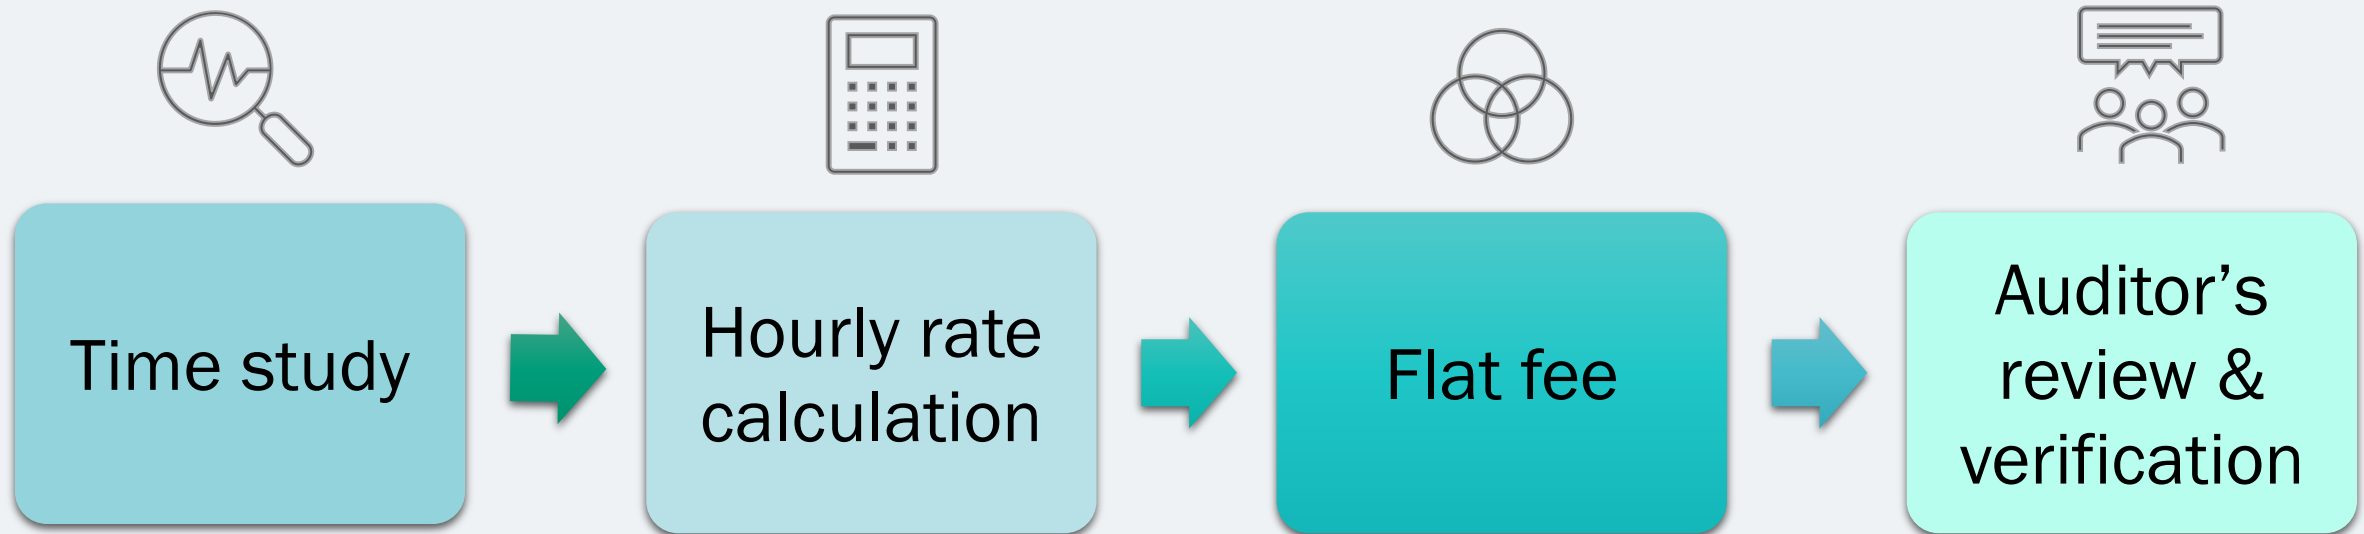 Time study
Hourly rate
calculation
Flat fee
Auditor’s
review &
verification